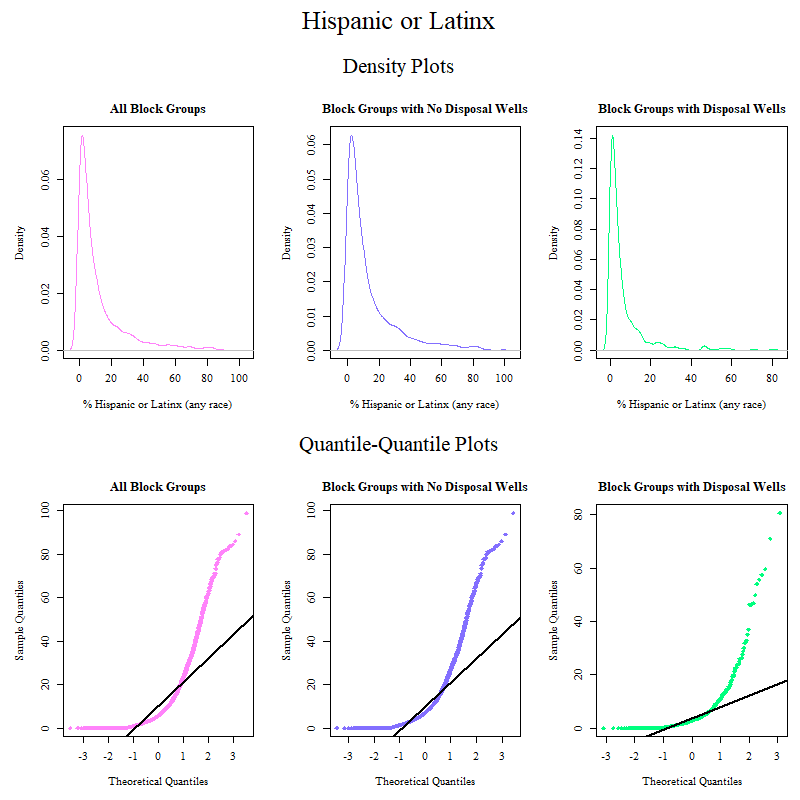 Hispanic or Latinx
Density Plots
All Block Groups
Block Groups with No Disposal Wells
Block Groups with Disposal Wells
Density
0.00 0.02 0.04 0.06
0 20 40 60 80 100
% Hispanic or Latinx (any race)
Density
0.00 0.01 0.02 0.03 0.04 0.05 0.06
0 20 40 60 80 100
% Hispanic or Latinx (any race)
Density
0.00 0.02 0.04 0.06 0.08 0.10 0.12 0.14
0 20 40 60 80
% Hispanic or Latinx (any race)
Quantile-Quantile Plots
All Block Groups
Block Groups with No Disposal Wells
Block Groups with Disposal Wells
Sample Quantiles
0 20 40 60 80 100
-3 -2 -1 0 1 2 3
Theoretical Quantiles
Sample Quantiles
0 20 40 60 80 100
-3 -2 -1 0 1 2 3
Theoretical Quantiles
Sample Quantiles
0 20 40 60 80
-3 -2 -1 0 1 2 3
Theoretical Quantiles